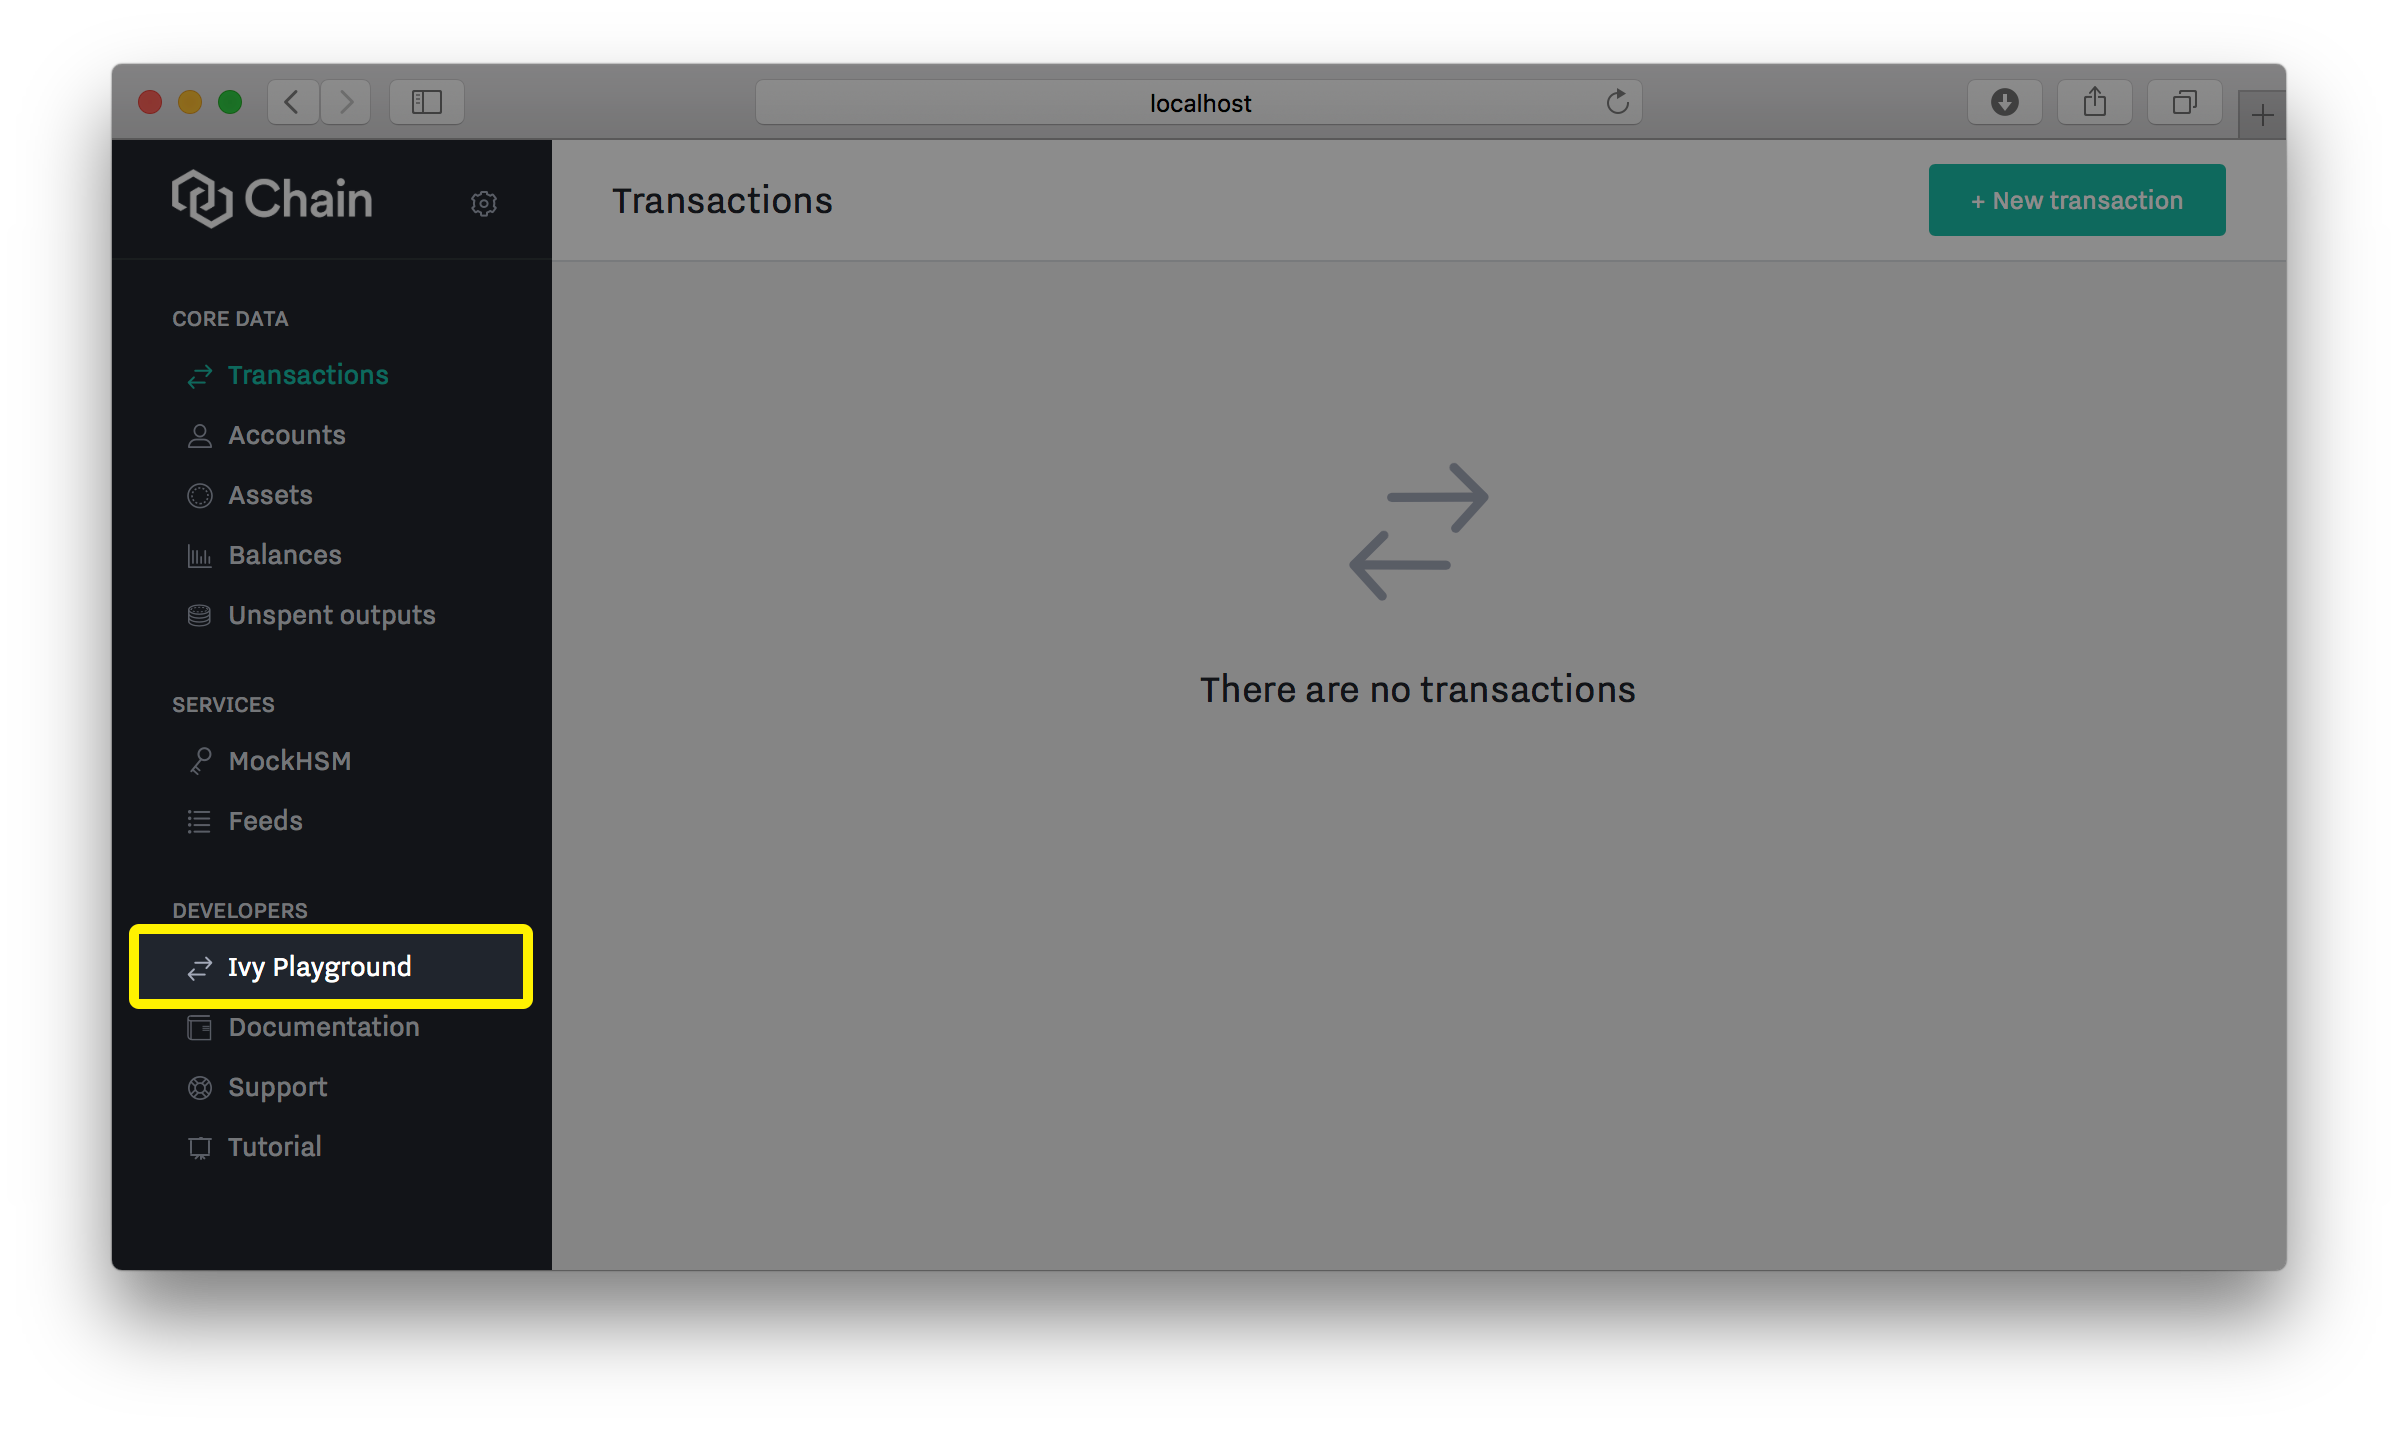 localhost
Chain
Transactions
+ New transaction
CORE DATA
Transactions
Accounts
Assets
Balances
Unspent outputs
There are no transactions
SERVICES
MockHSM
Feeds
DEVELOPERS
Ivy Playground
Documentation
Support
Tutorial